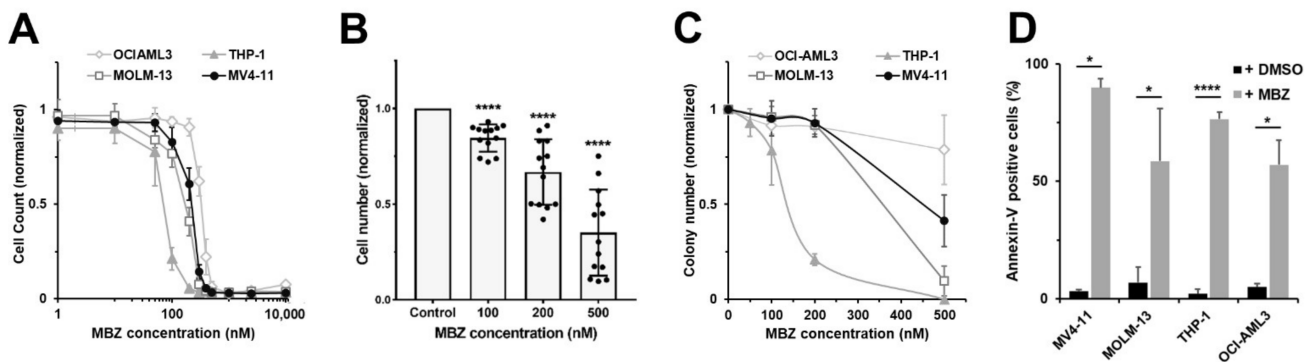 A
OCIAML3
THP-1
MOLM-13
MV4-11
Cell Count (normalized)
1
0.5
0
1
100
10,000
MBZ concentration (nM)
B
Cell number (normalized)
1.0
0.5
0.0
****
****
****
Control
100
200
500
MBZ concentration (nM)
C
OCI-AML3
THP-1
MOLM-13
MV4-11
Colony number (normalized)
1
0.5
0
0
100
200
300
400
500
MBZ concentration (nM)
D
+ DMSO
+ MBZ
Annexin-V positive cells (%)
100
50
0
*
*
****
*
MV4-11
MOLM-13
THP-1
OCI-AML3